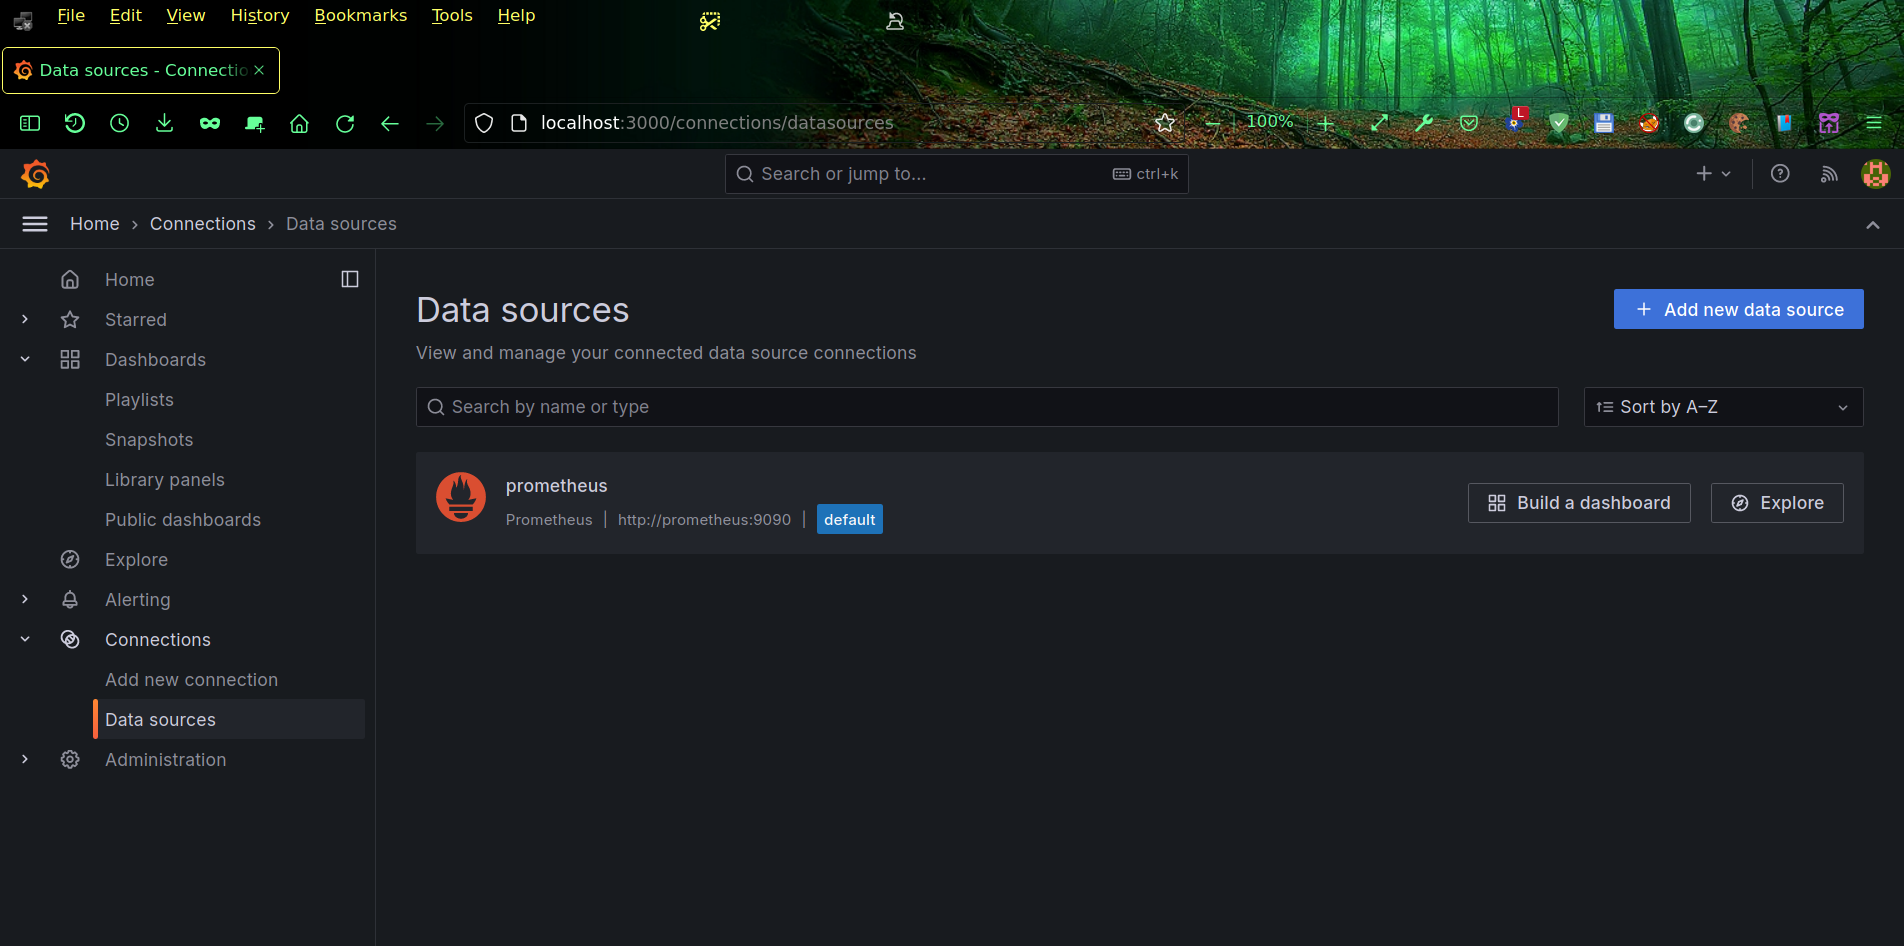 File Edit View History Bookmarks Tools Help
Data sources - Connectio
localhost:3000/connections/datasources
100%
L
Search or jump to...
ctrl+k
Home
Connections
Data sources
Home
Starred
Dashboards
Playlists
Snapshots
Library panels
Public dashboards
Explore
Alerting
Connections
Add new connection
Data sources
Administration
Data sources
Add new data source
View and manage your connected data source connections
Search by name or type
Sort by A–Z
prometheus
Prometheus | http://prometheus:9090 | default
Build a dashboard
Explore